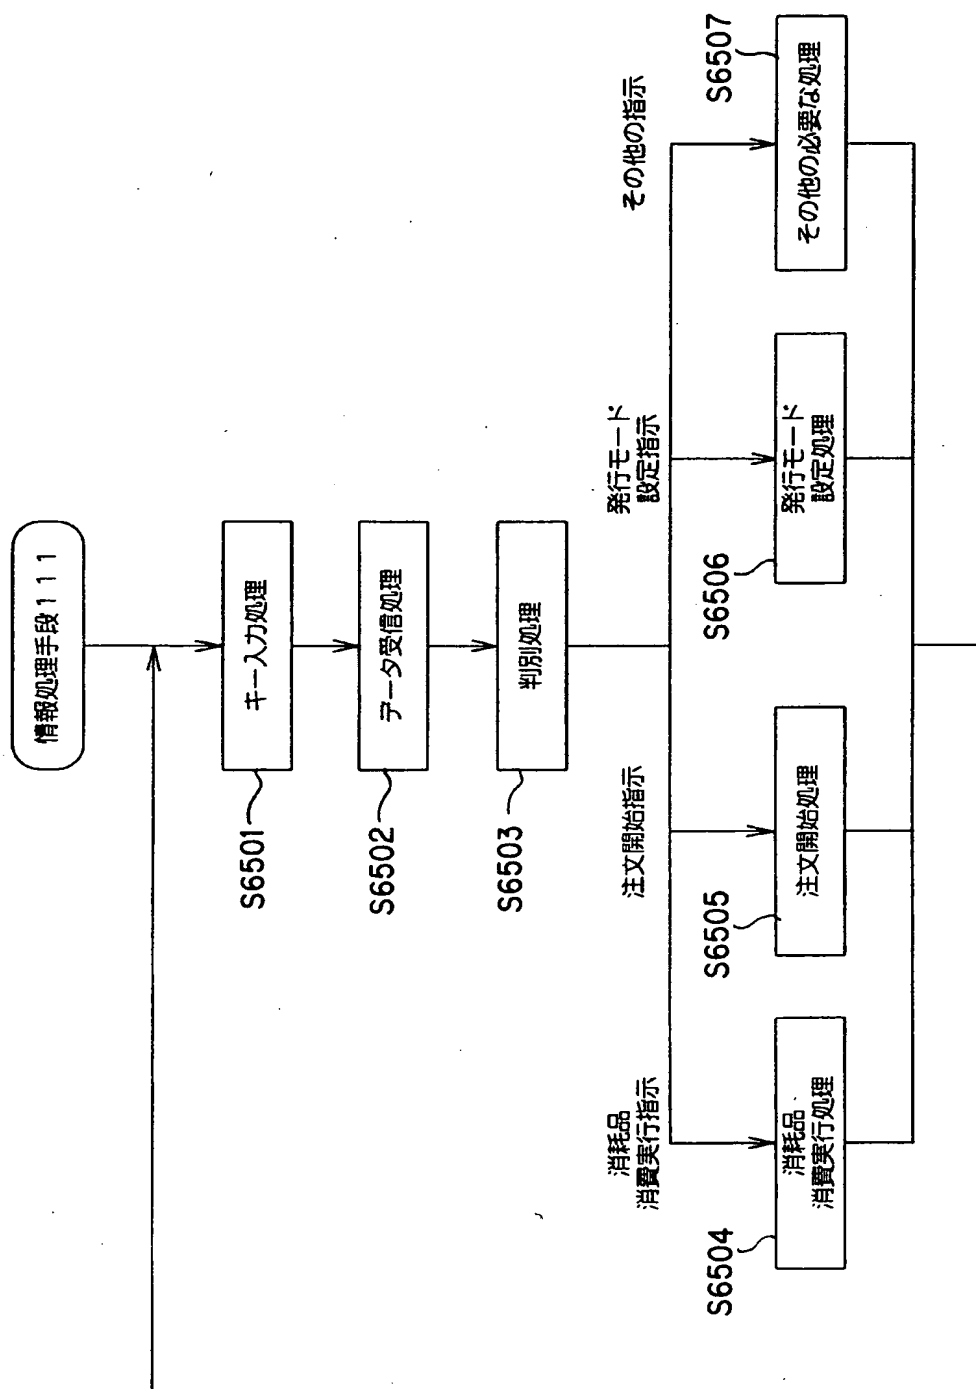 情報処理手段111
キー入力処理
S6501
データ受信処理
S6502
判別処理
S6503
消耗品
消費実行指示
注文開始指示
発行モード
設定指示
その他の指示
消耗品
消費実行処理
S6504
注文開始処理
S6505
発行モード
設定処理
S6506
その他の必要な処理
S6507